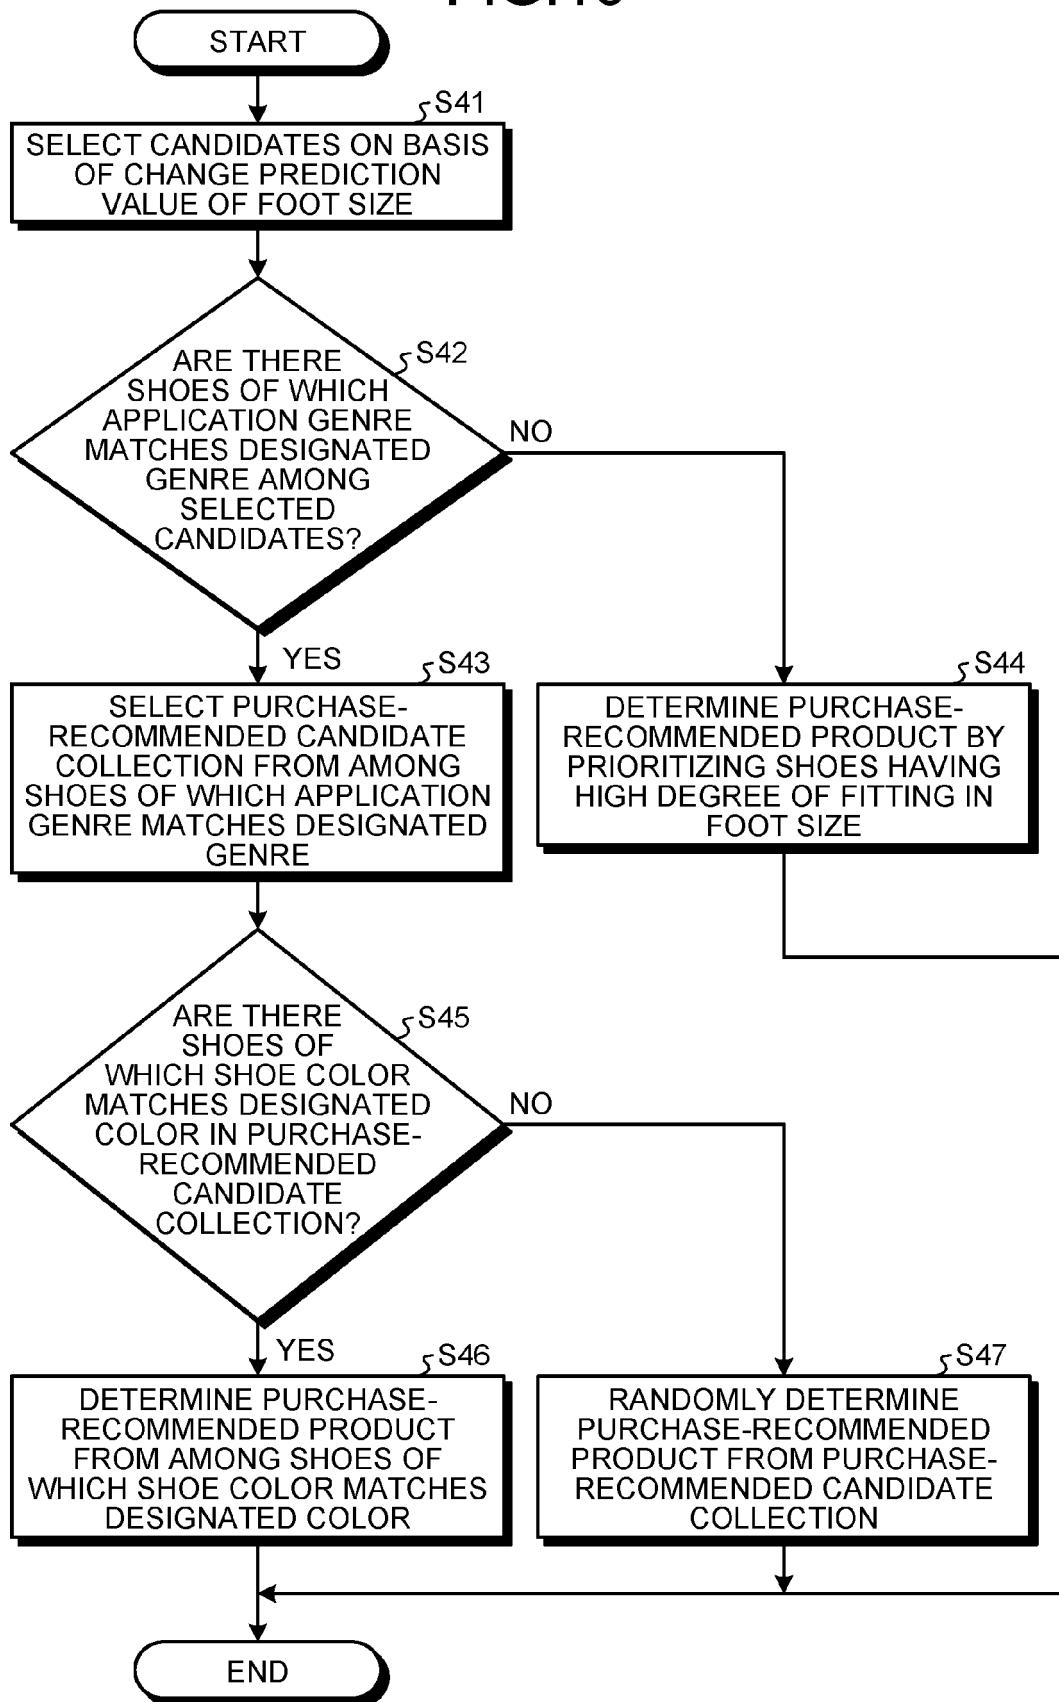 START
S41
SELECT CANDIDATES ON BASIS
OF CHANGE PREDICTION
VALUE OF FOOT SIZE
S42
ARE THERE
SHOES OF WHICH
APPLICATION GENRE
MATCHES DESIGNATED
GENRE AMONG
SELECTED
CANDIDATES?
NO
YES
S43
SELECT PURCHASE-
RECOMMENDED CANDIDATE
COLLECTION FROM AMONG
SHOES OF WHICH APPLICATION
GENRE MATCHES DESIGNATED
GENRE
S44
DETERMINE PURCHASE-
RECOMMENDED PRODUCT BY
PRIORITIZING SHOES HAVING
HIGH DEGREE OF FITTING IN
FOOT SIZE
S45
ARE THERE
SHOES OF
WHICH SHOE COLOR
MATCHES DESIGNATED
COLOR IN PURCHASE-
RECOMMENDED
CANDIDATE
COLLECTION?
NO
YES
S46
DETERMINE PURCHASE-
RECOMMENDED PRODUCT
FROM AMONG SHOES OF
WHICH SHOE COLOR MATCHES
DESIGNATED COLOR
S47
RANDOMLY DETERMINE
PURCHASE-RECOMMENDED
PRODUCT FROM PURCHASE-
RECOMMENDED CANDIDATE
COLLECTION
END